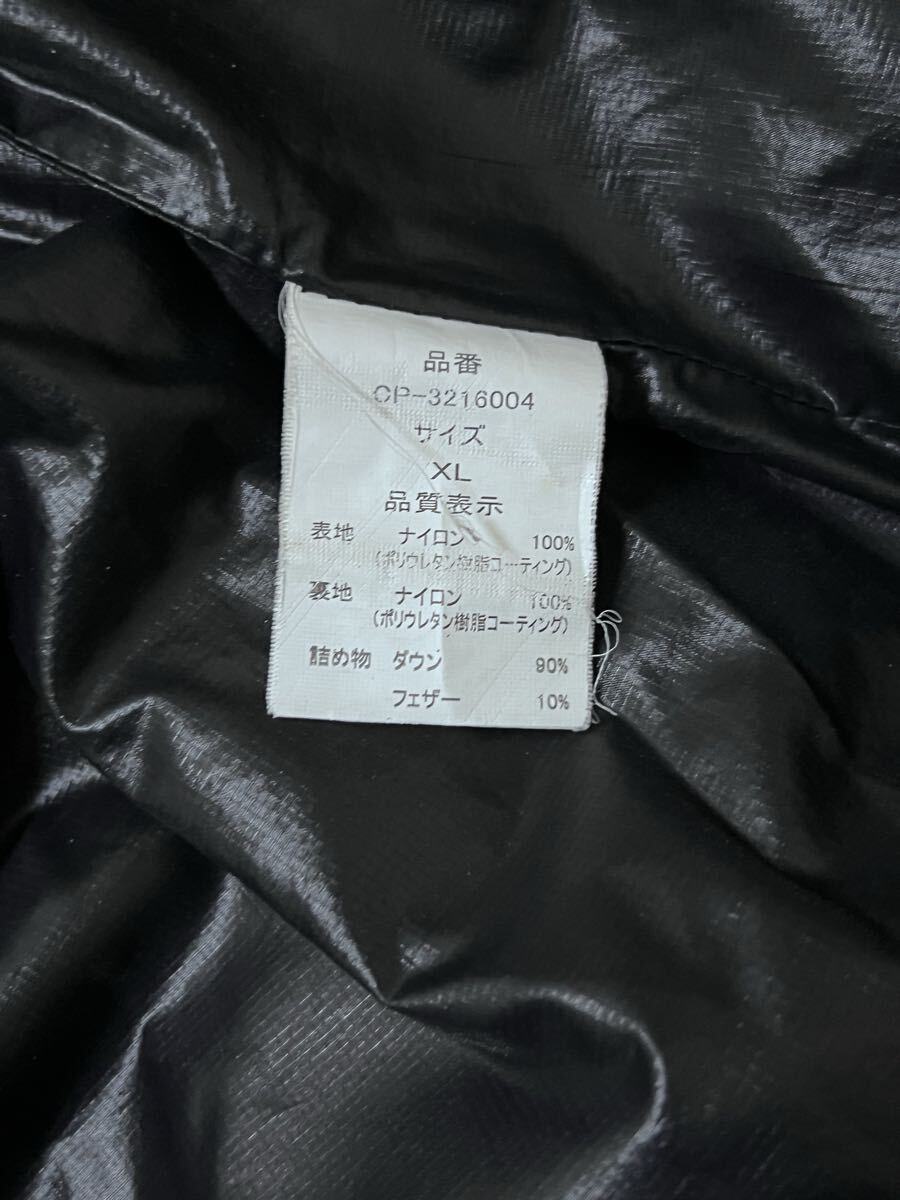 品番
CP-3216004
サイズ
XL
品質表示
表地 ナイロン 100%
(ポリウレタン樹脂コーティング)
裏地 ナイロン 100%
(ポリウレタン樹脂コーティング)
詰め物 ダウン 90%
フェザー 10%